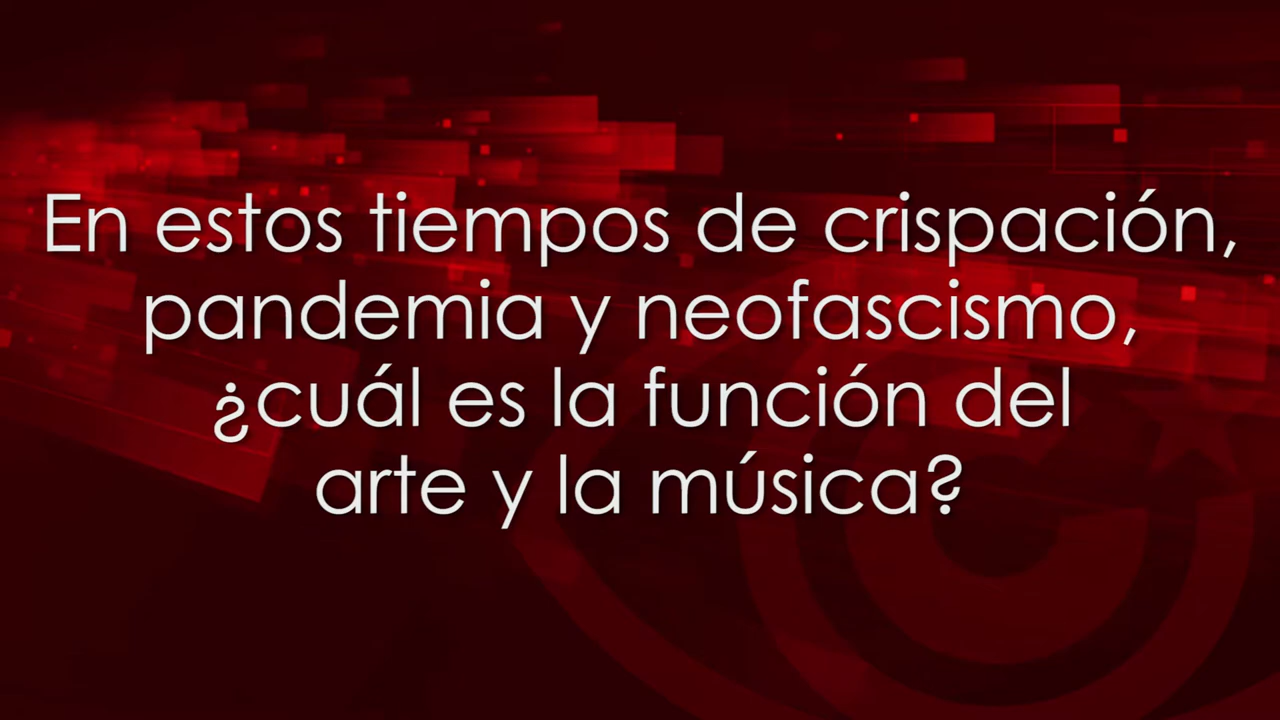 En estos tiempos de crispación,
pandemia y neofascismo,
¿cuál es la función del
arte y la música?